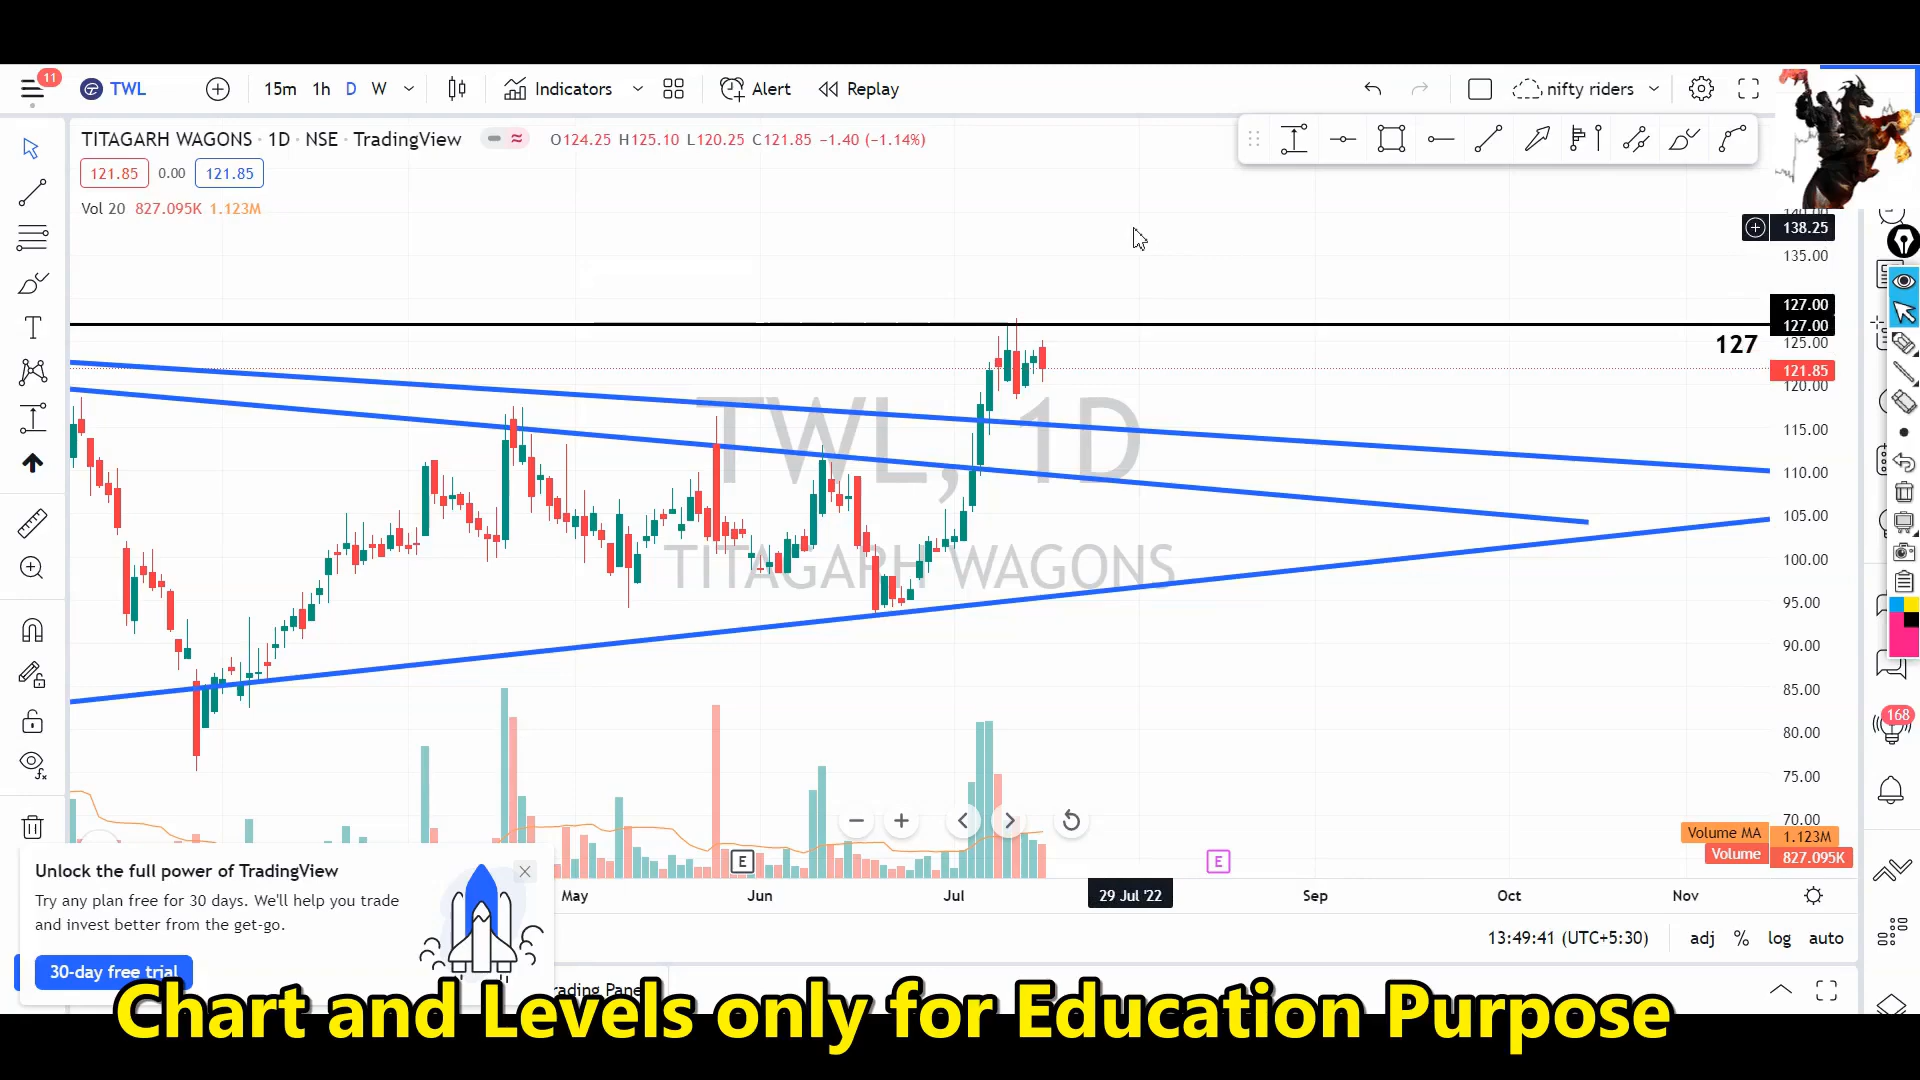 11
TWL
15m 1h D W
Indicators
Alert
Replay
nifty riders
TITAGARH WAGONS · 1D · NSE · TradingView
O124.25 H125.10 L120.25 C121.85 −1.40 (−1.14%)
121.85 0.00 121.85
Vol 20 827.095K 1.123M
138.25
135.00
127.00
127.00
127
125.00
121.85
120.00
115.00
110.00
105.00
100.00
95.00
90.00
85.00
80.00
75.00
70.00
TWL, 1D
TITAGARH WAGONS
168
Volume MA 1.123M
Volume 827.095K
E
E
May Jun Jul 29 Jul '22 Sep Oct Nov
Unlock the full power of TradingView
Try any plan free for 30 days. We'll help you trade
and invest better from the get-go.
30-day free trial
13:49:41 (UTC+5:30) adj % log auto
Chart and Levels only for Education Purpose